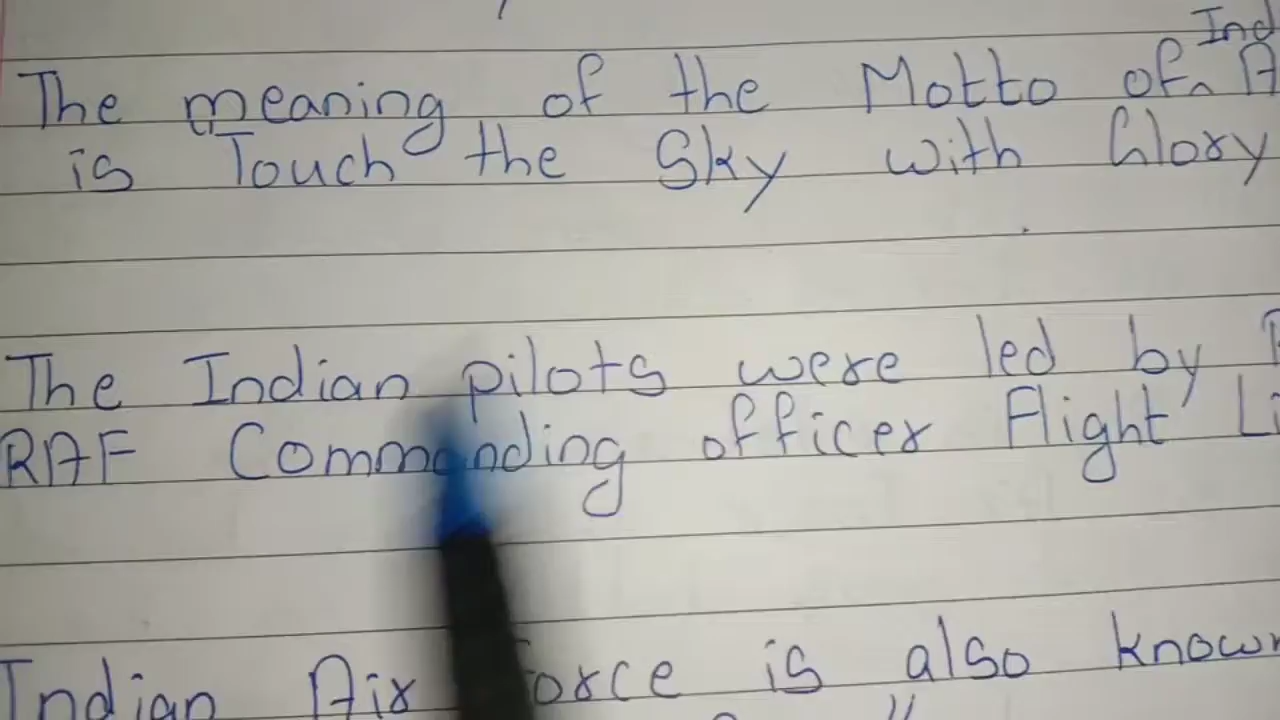 The meaning of the Motto of Ind
is Touch the Sky with Glory
The Indian pilots were led by
RAF Commanding officer Flight Li
Indian Air Force is also known